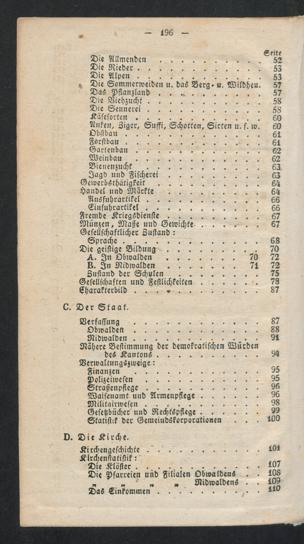 — 196 —
Seite
Die Allmenden 52
Die Rieder 53
Die Alpen 53
Die Sommerweiden u. das Berg- u. Wildheu. 57
Das Pflanzland 57
Die Viehzucht 58
Die Sennerei 58
Käsesorten 60
Anken, Ziger, Suffi, Schotten, Sirten u. s. w. 60
Obstbau 61
Forstbau 61
Gartenbau 62
Weinbau 62
Bienenzucht 63
Jagd und Fischerei 63
Gewerbsthätigkeit 64
Handel und Märkte 64
Ausfuhrartikel 66
Einfuhrartikel 66
Fremde Kriegsdienste 67
Münzen, Maße und Gewichte 67
Gesellschaftlicher Zustand:
Sprache 68
Die geistige Bildung 70
A. In Obwalden 70 72
B. In Nidwalden 71 72
Zustand der Schulen 75
Gesellschaften und Festlichkeiten 78
Charakterbild 87
C. Der Staat.
Verfassung 87
Obwalden 88
Nidwalden 91
Nähere Bestimmung der demokratischen Würden
des Kantons 94
Verwaltungszweige:
Finanzen 95
Polizeiwesen 95
Straßenpflege 96
Waisenamt und Armenpflege 96
Militairwesen 98
Gesetzbücher und Rechtspflege 99
Statistik der Gemeindskorporationen 100
D. Die Kirche.
Kirchengeschichte 101
Kirchenstatistik:
Die Klöster 107
Die Pfarreien und Filialen Obwaldens 108
" " " " Nidwaldens 109
Das Einkommen 110